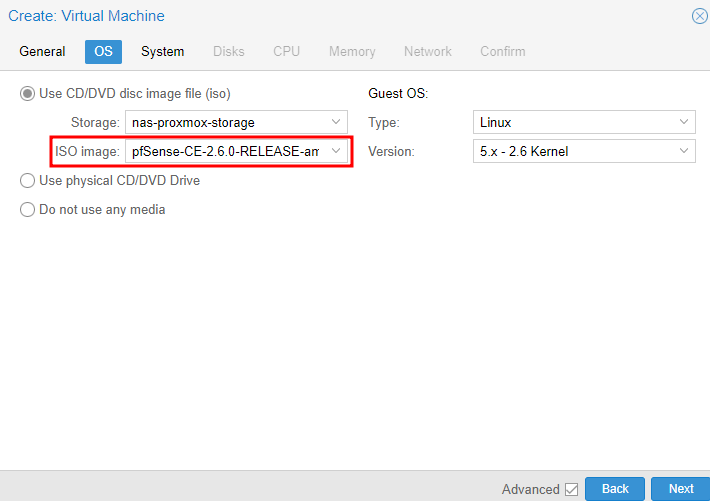 Create: Virtual Machine
General OS System Disks CPU Memory Network Confirm
Use CD/DVD disc image file (iso) Guest OS:
Storage: nas-proxmox-storage Type: Linux
ISO image: pfSense-CE-2.6.0-RELEASE-am Version: 5.x - 2.6 Kernel
Use physical CD/DVD Drive
Do not use any media
Advanced Back Next